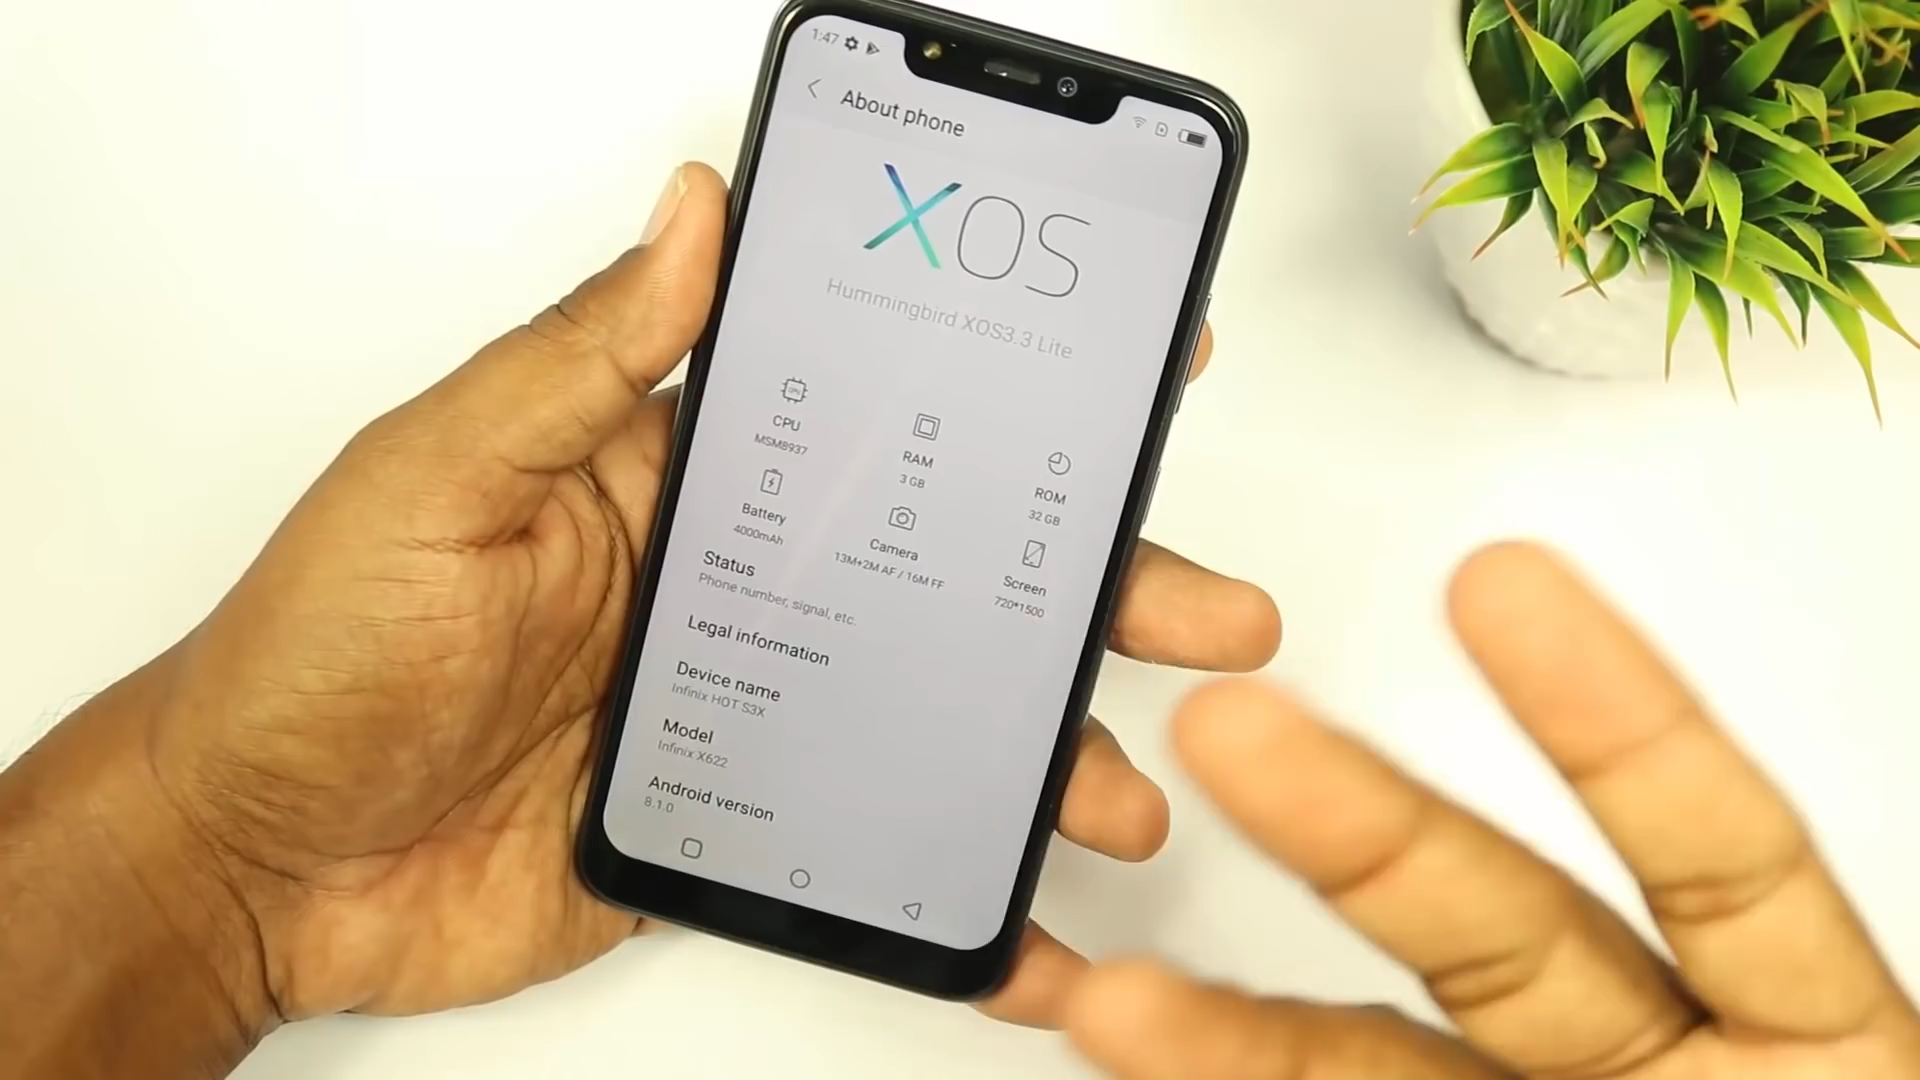 1:47
About phone
XOS
Hummingbird XOS3.3 Lite
CPU
MSM8937
RAM
3 GB
ROM
32 GB
Battery
4000mAh
Camera
13M+2M AF / 16M FF
Screen
720*1500
Status
Phone number, signal, etc.
Legal information
Device name
Infinix HOT S3X
Model
Infinix X622
Android version
8.1.0